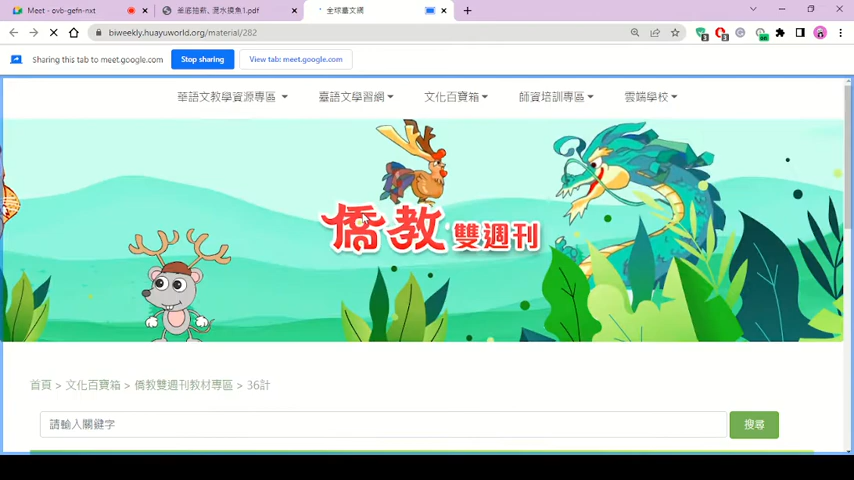 Meet - ovb-gefn-nxt
釜底抽薪、混水摸魚1.pdf
全球華文網
biweekly.huayuworld.org/material/282
Sharing this tab to meet.google.com
Stop sharing
View tab: meet.google.com
華語文教學資源專區
臺語文學習網
文化百寶箱
師資培訓專區
雲端學校
僑教雙週刊
首頁 > 文化百寶箱 > 僑教雙週刊教材專區 > 36計
請輸入關鍵字
搜尋